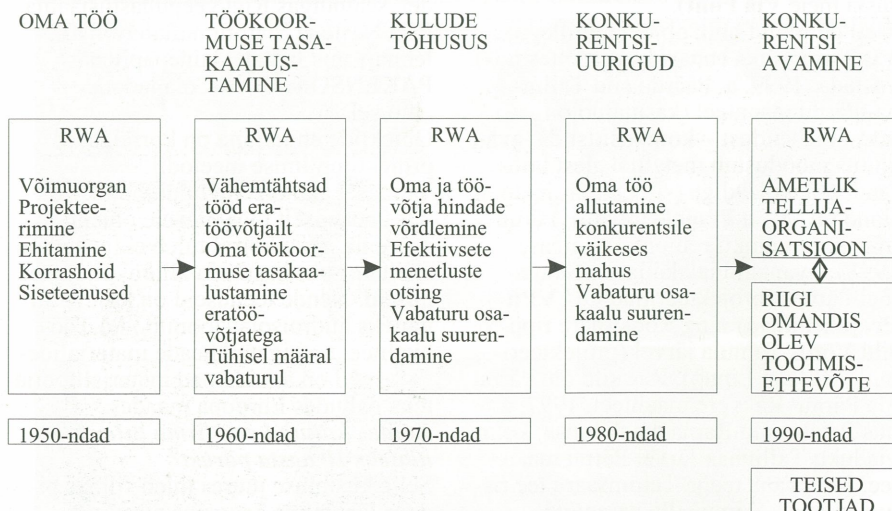 OMA TÖÖ
TÖÖKOOR-
MUSE TASA-
KAALUS-
TAMINE
KULUDE
TÕHUSUS
KONKU-
RENTSI-
UURIGUD
KONKU-
RENTSI
AVAMINE
RWA
Võimuorgan
Projektee-
rimine
Ehitamine
Korrashoid
Siseteenused
RWA
Vähemtähtsad
tööd era-
töövõtjailt
Oma töökoor-
muse tasakaa-
lustamine
eratöö-
võtjatega
Tühisel määral
vabaturul
RWA
Oma ja töö-
võtja hindade
võrdlemine
Efektiivsete
menetluste
otsing
Vabaturu osa-
kaalu suuren-
damine
RWA
Oma töö
allutamine
konkurentsile
väikeses
mahus
Vabaturu osa-
kaalu suuren-
damine
RWA
AMETLIK
TELLIJA-
ORGANI-
SATSIOON
RIIGI
OMANDIS
OLEV
TOOTMIS-
ETTEVÕTE
1950-ndad
1960-ndad
1970-ndad
1980-ndad
1990-ndad
TEISED
TOOTJAD